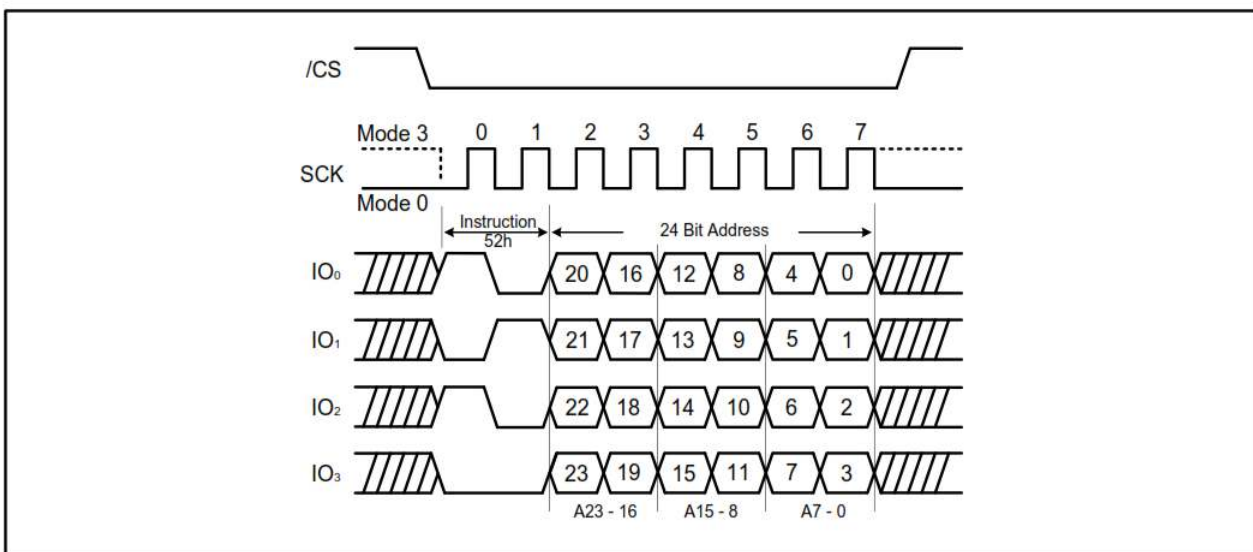 /CS
Mode 3 0 1 2 3 4 5 6 7
SCK
Mode 0
Instruction
52h
24 Bit Address
IO₀ 20 16 12 8 4 0
IO₁ 21 17 13 9 5 1
IO₂ 22 18 14 10 6 2
IO₃ 23 19 15 11 7 3
A23 - 16 A15 - 8 A7 - 0